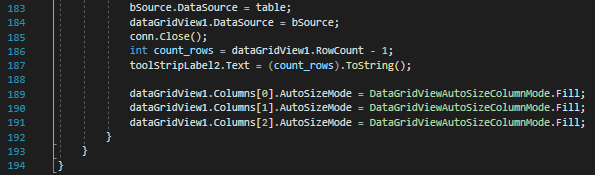 183 bSource.DataSource = table;
184 dataGridView1.DataSource = bSource;
185 conn.Close();
186 int count_rows = dataGridView1.RowCount - 1;
187 toolStripLabel2.Text = (count_rows).ToString();
188
189 dataGridView1.Columns[0].AutoSizeMode = DataGridViewAutoSizeColumnMode.Fill;
190 dataGridView1.Columns[1].AutoSizeMode = DataGridViewAutoSizeColumnMode.Fill;
191 dataGridView1.Columns[2].AutoSizeMode = DataGridViewAutoSizeColumnMode.Fill;
192 }
193 }
194 }